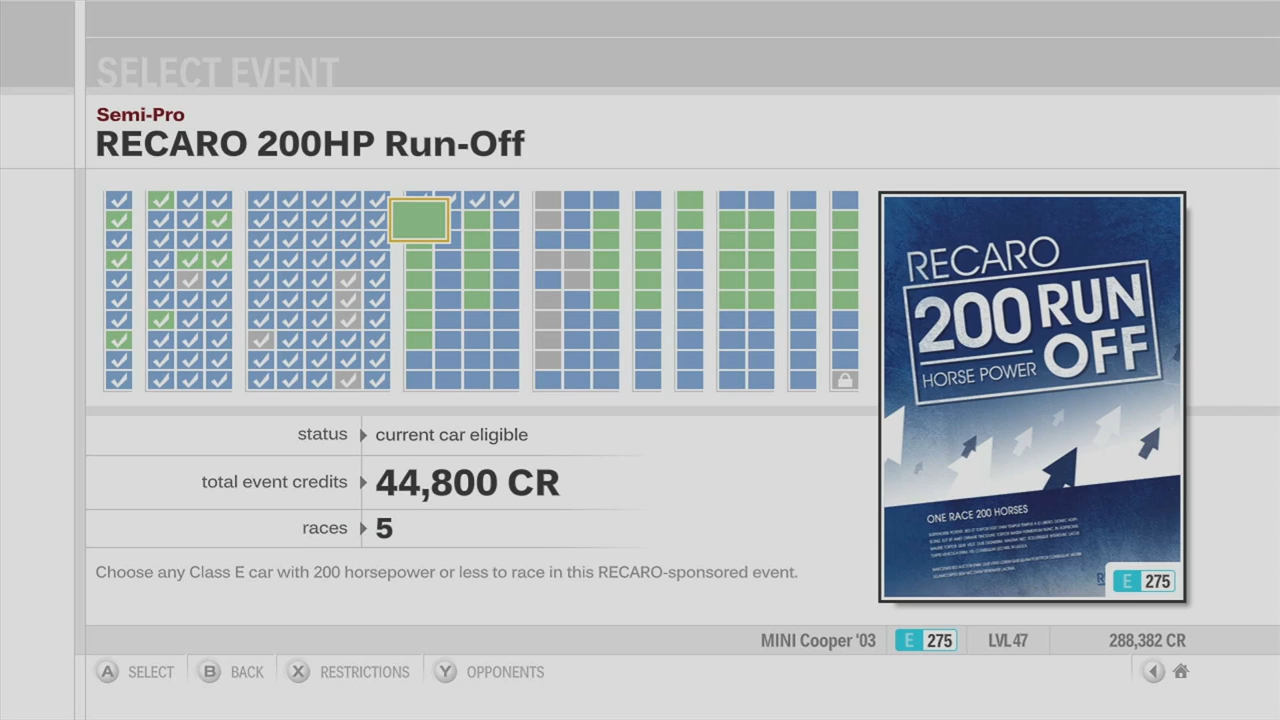 SELECT EVENT
Semi-Pro
RECARO 200HP Run-Off
RECARO
200 RUN
HORSE POWER OFF
ONE RACE 200 HORSES
E 275
status current car eligible
total event credits 44,800 CR
races 5
Choose any Class E car with 200 horsepower or less to race in this RECARO-sponsored event.
MINI Cooper '03 E 275 LVL 47 288,382 CR
A SELECT B BACK X RESTRICTIONS Y OPPONENTS